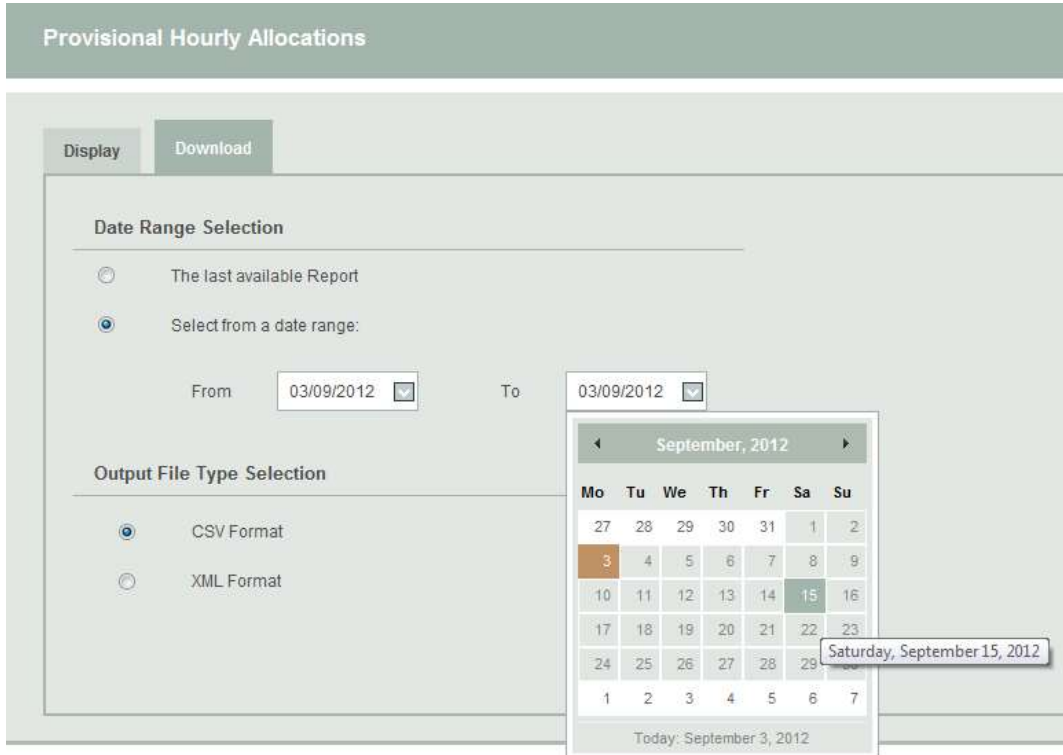 Provisional Hourly Allocations
Display Download
Date Range Selection
The last available Report
Select from a date range:
From 03/09/2012 To 03/09/2012
September, 2012
Mo Tu We Th Fr Sa Su
27 28 29 30 31 1 2
3 4 5 6 7 8 9
10 11 12 13 14 15 16
17 18 19 20 21 22 23
24 25 26 27 28 29
1 2 3 4 5 6 7
Today: September 3, 2012
Saturday, September 15, 2012
Output File Type Selection
CSV Format
XML Format